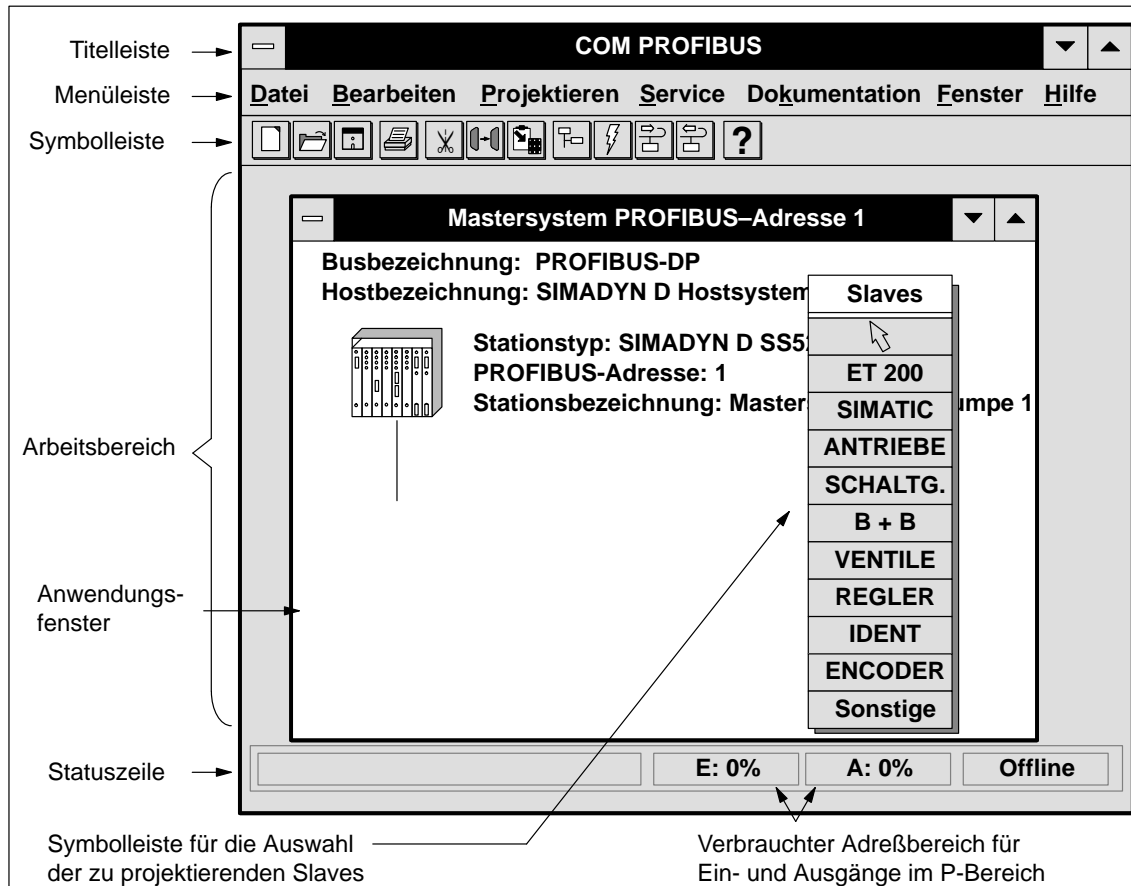 Titelleiste
COM PROFIBUS
Menüleiste
Datei Bearbeiten Projektieren Service Dokumentation Fenster Hilfe
Symbolleiste
?
Mastersystem PROFIBUS–Adresse 1
Busbezeichnung: PROFIBUS-DP
Hostbezeichnung: SIMADYN D Hostsystem
Stationstyp: SIMADYN D
PROFIBUS-Adresse: 1
Stationsbezeichnung: 1
Slaves
ET 200
SIMATIC
ANTRIEBE
SCHALTG.
B + B
VENTILE
REGLER
IDENT
ENCODER
Sonstige
Arbeitsbereich
Anwendungs-
fenster
Statuszeile
E: 0% A: 0% Offline
Symbolleiste für die Auswahl
der zu projektierenden Slaves
Verbrauchter Adreßbereich für
Ein- und Ausgänge im P-Bereich